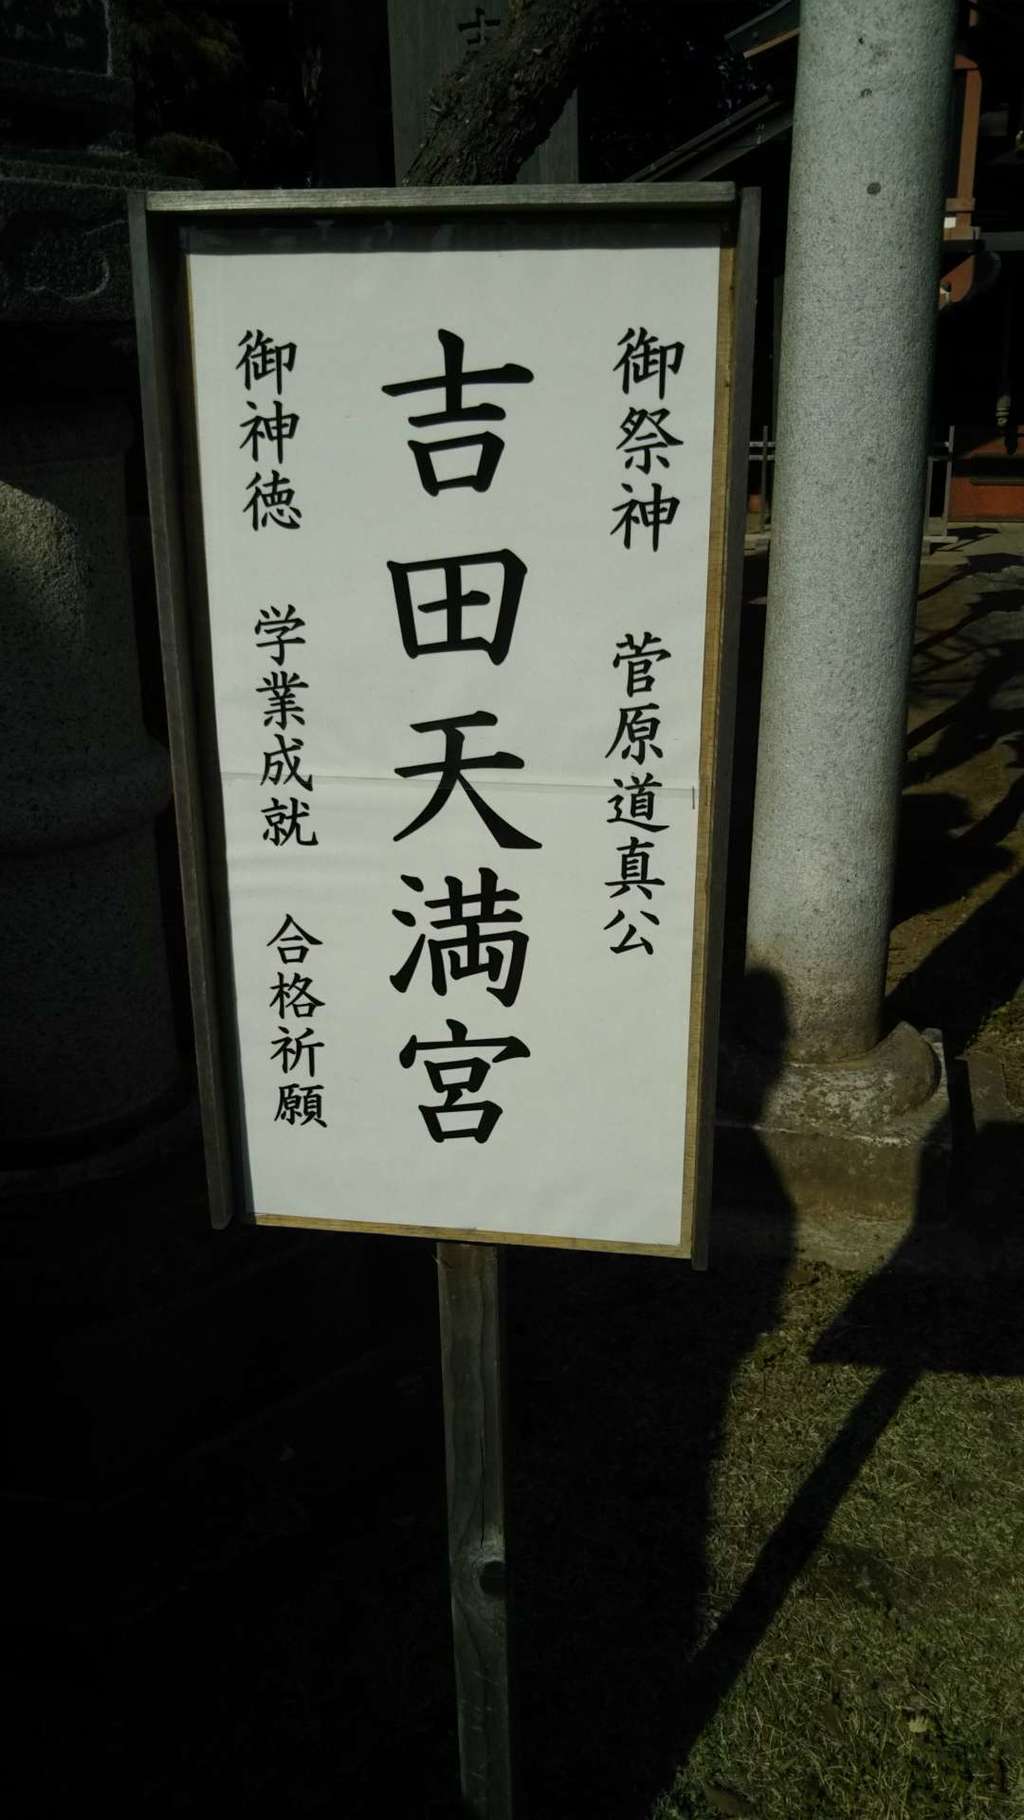 御祭神　菅原道真公
吉田天満宮
御神徳　学業成就　合格祈願